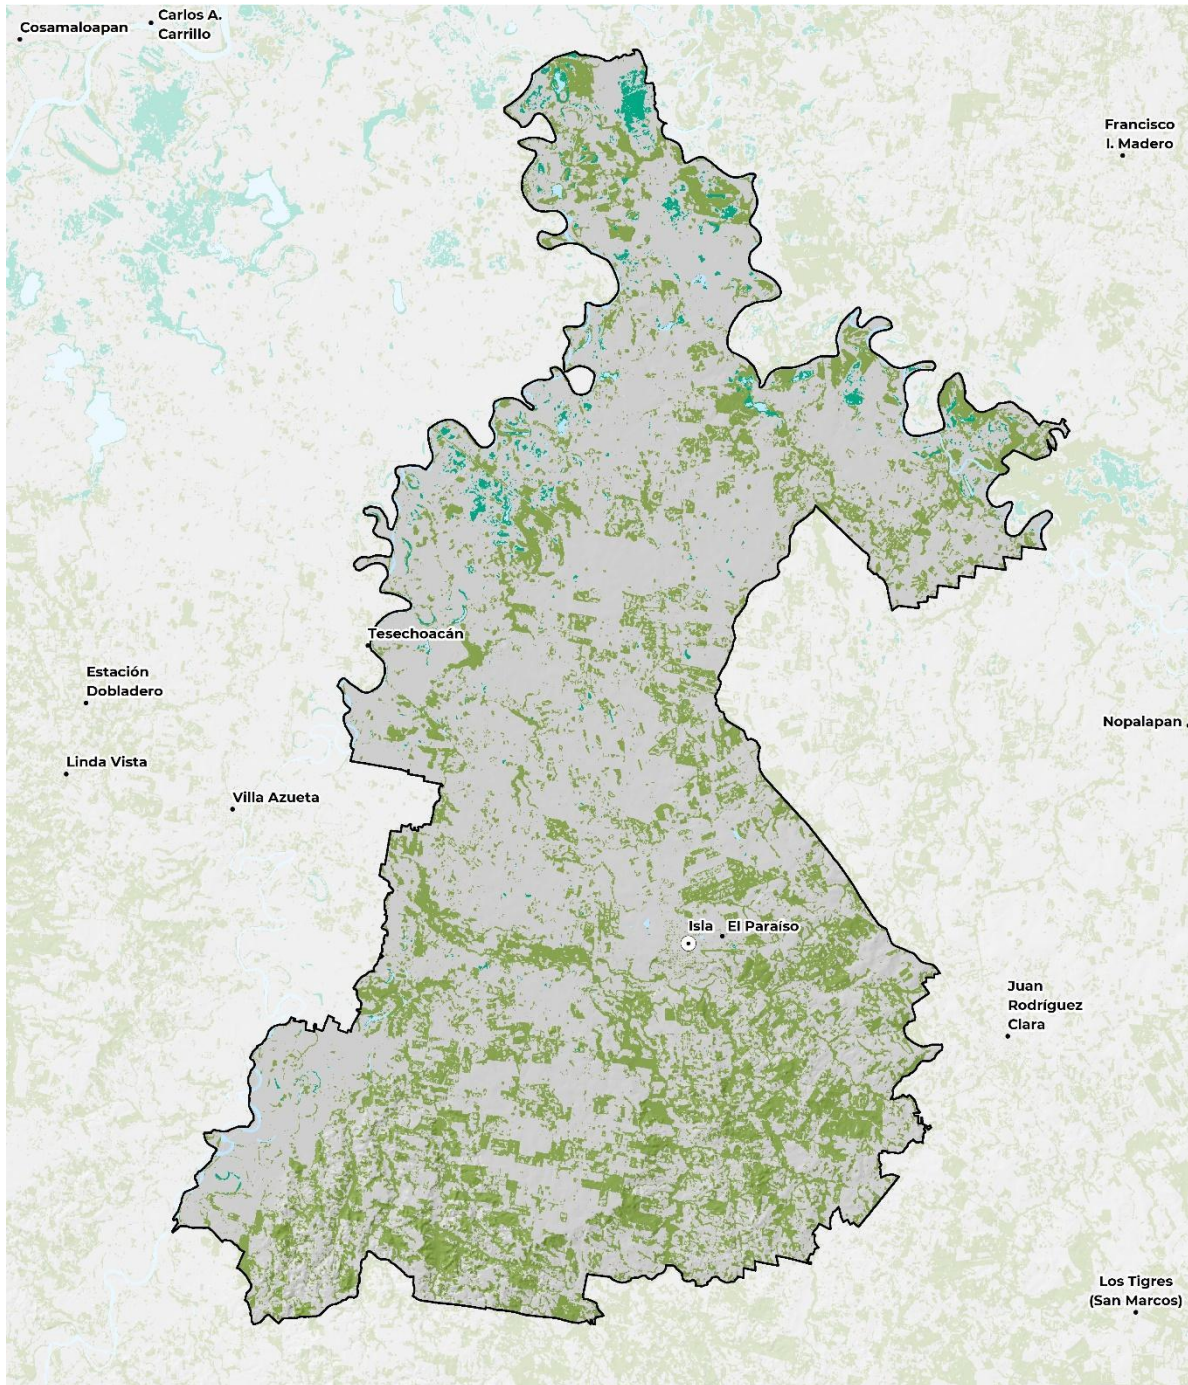 Cosamaloapan
Carlos A.
Carrillo
Francisco
I. Madero
Tesechoacán
Estación
Dobladero
Nopalapan
Linda Vista
Villa Azueta
Isla
El Paraíso
Juan
Rodríguez
Clara
Los Tigres
(San Marcos)